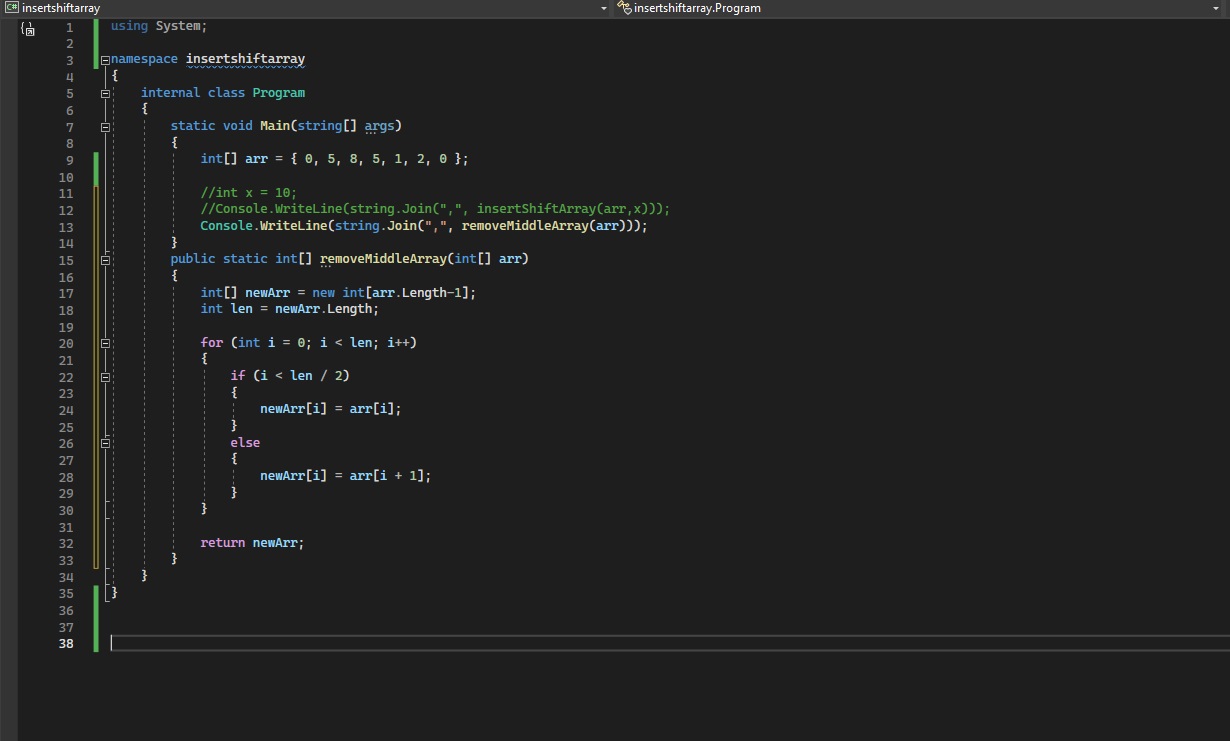 C# insertshiftarray insertshiftarray.Program
1 using System;
2
3 namespace insertshiftarray
4 {
5     internal class Program
6     {
7         static void Main(string[] args)
8         {
9             int[] arr = { 0, 5, 8, 5, 1, 2, 0 };
10
11             //int x = 10;
12             //Console.WriteLine(string.Join(",", insertShiftArray(arr,x)));
13             Console.WriteLine(string.Join(",", removeMiddleArray(arr)));
14         }
15         public static int[] removeMiddleArray(int[] arr)
16         {
17             int[] newArr = new int[arr.Length-1];
18             int len = newArr.Length;
19
20             for (int i = 0; i < len; i++)
21             {
22                 if (i < len / 2)
23                 {
24                     newArr[i] = arr[i];
25                 }
26                 else
27                 {
28                     newArr[i] = arr[i + 1];
29                 }
30             }
31
32             return newArr;
33         }
34     }
35 }
36
37
38